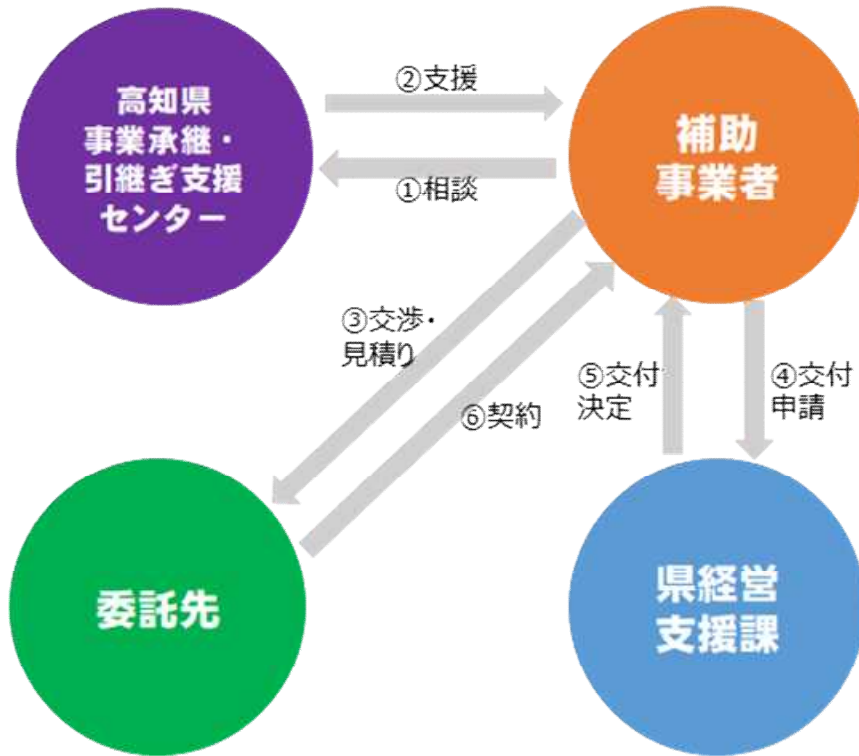 高知県
事業承継・
引継ぎ支援
センター
②支援
①相談
補助
事業者
③交渉・
見積り
⑥契約
⑤交付
決定
④交付
申請
委託先
県経営
支援課